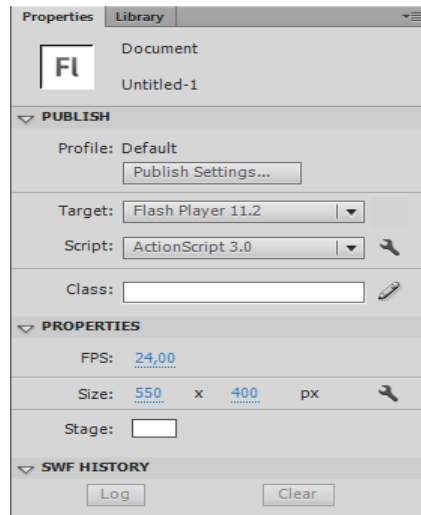 Properties Library
Fl Document
Untitled-1
PUBLISH
Profile: Default
Publish Settings...
Target: Flash Player 11.2
Script: ActionScript 3.0
Class:
PROPERTIES
FPS: 24,00
Size: 550 x 400 px
Stage:
SWF HISTORY
Log Clear